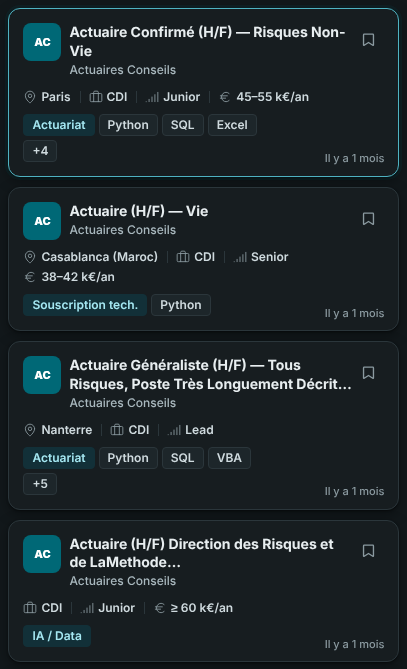 AC
Actuaire Confirmé (H/F) — Risques Non-
Vie
Actuaires Conseils
Paris CDI Junior 45–55 k€/an
Actuariat Python SQL Excel
+4
Il y a 1 mois
AC
Actuaire (H/F) — Vie
Actuaires Conseils
Casablanca (Maroc) CDI Senior
38–42 k€/an
Souscription tech. Python
Il y a 1 mois
AC
Actuaire Généraliste (H/F) — Tous
Risques, Poste Très Longuement Décrit…
Actuaires Conseils
Nanterre CDI Lead
Actuariat Python SQL VBA
+5
Il y a 1 mois
AC
Actuaire (H/F) Direction des Risques et
de LaMethode…
Actuaires Conseils
CDI Junior ≥ 60 k€/an
IA / Data
Il y a 1 mois